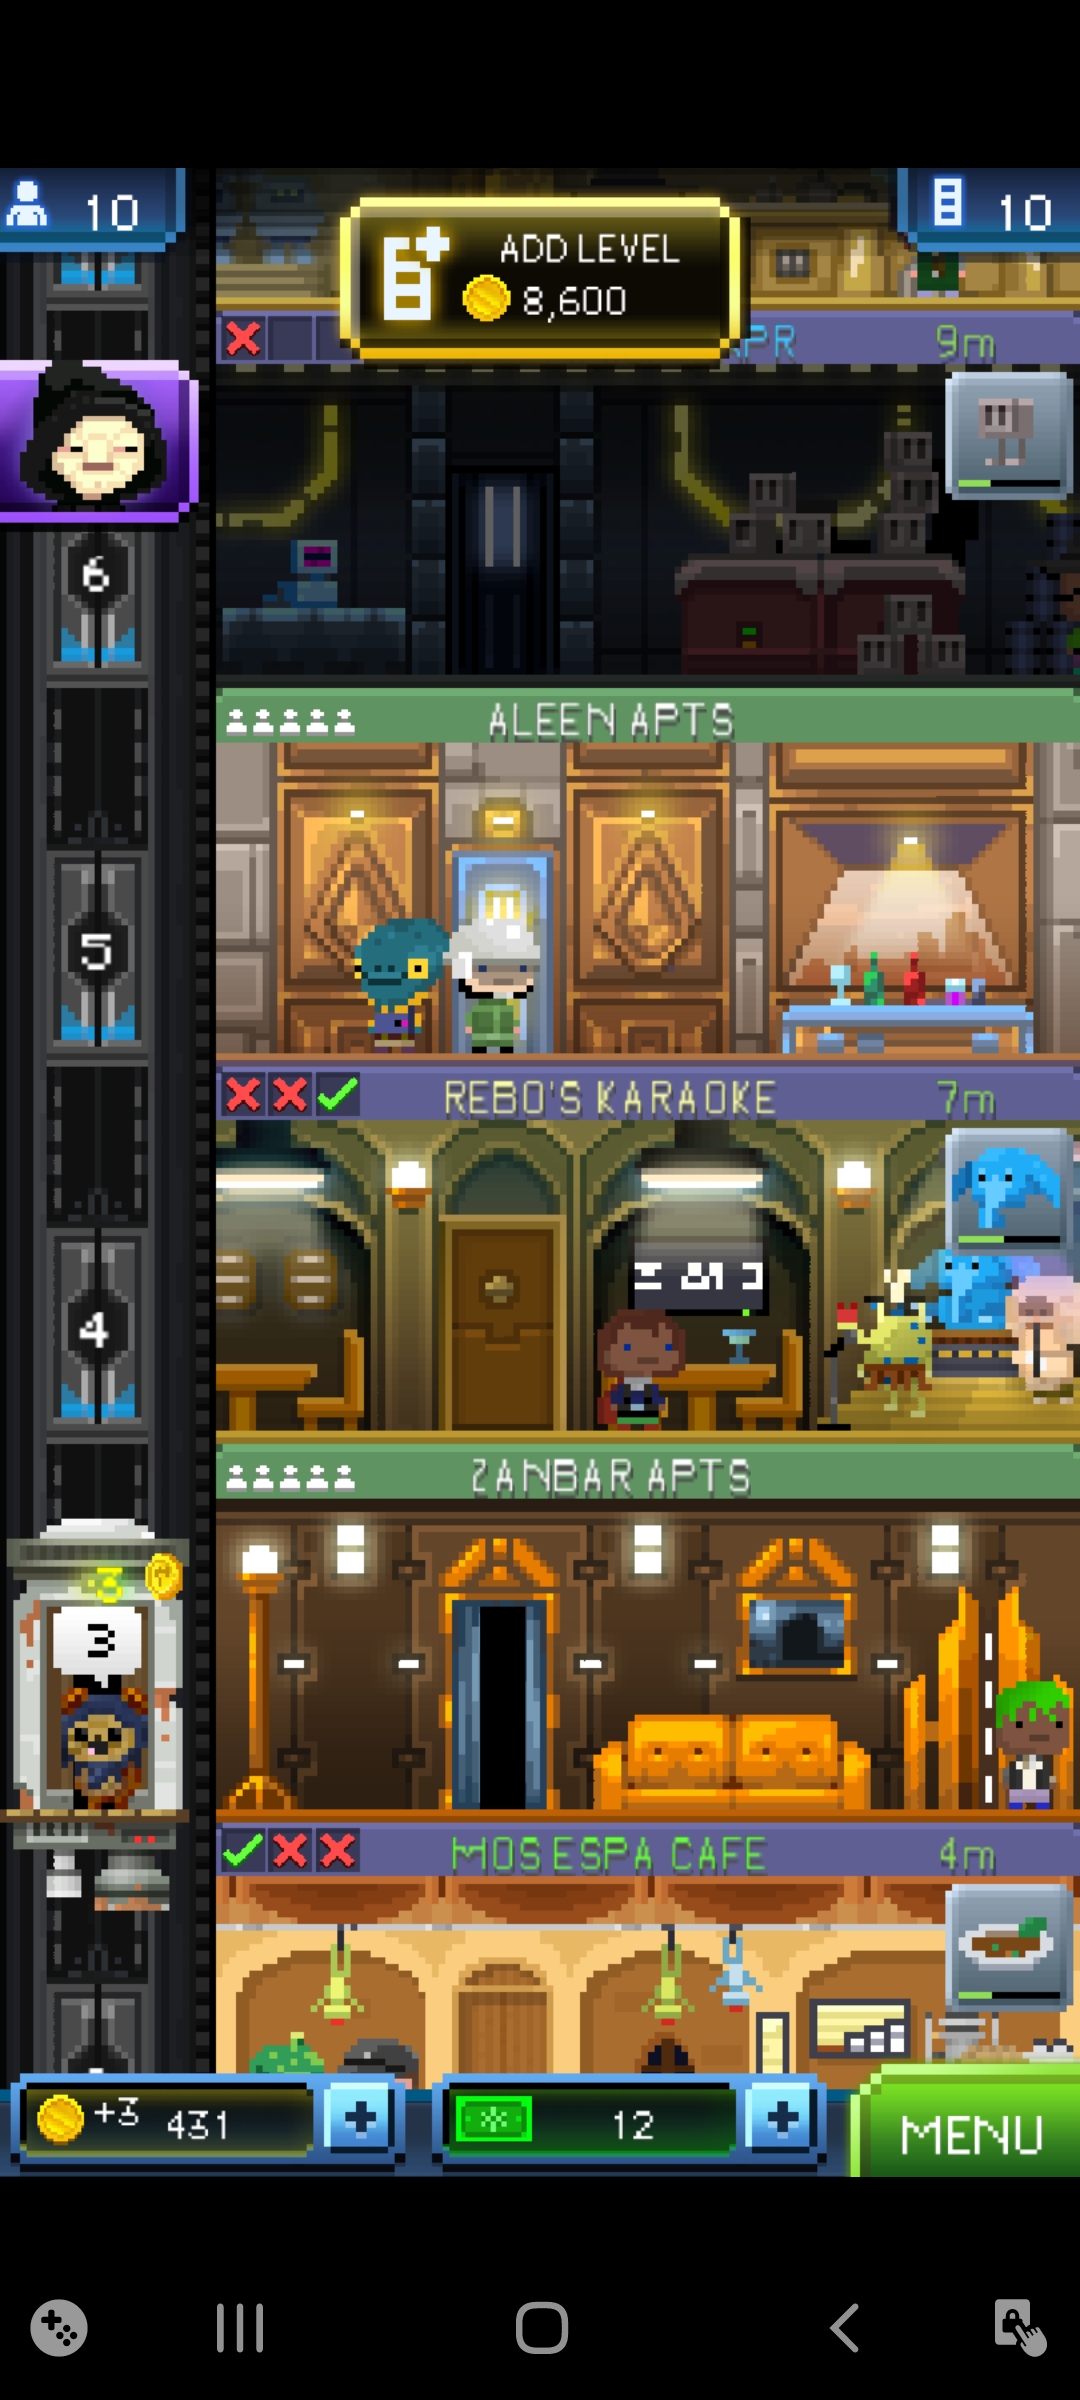 10
ADD LEVEL
8,600
10
PR
9m
6
ALEEN APTS
5
REBO'S KARAOKE
7m
4
ZANBAR APTS
3
3
MOS ESPA CAFE
4m
+3 431
12
MENU